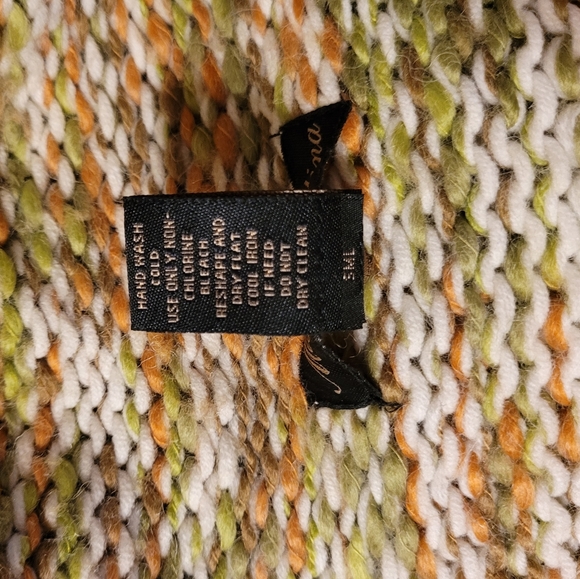 HAND WASH
COLD
USE ONLY NON-
CHLORINE
BLEACH
RESHAPE AND
DRY FLAT
COOL IRON
IF NEED
DO NOT
DRY CLEAN